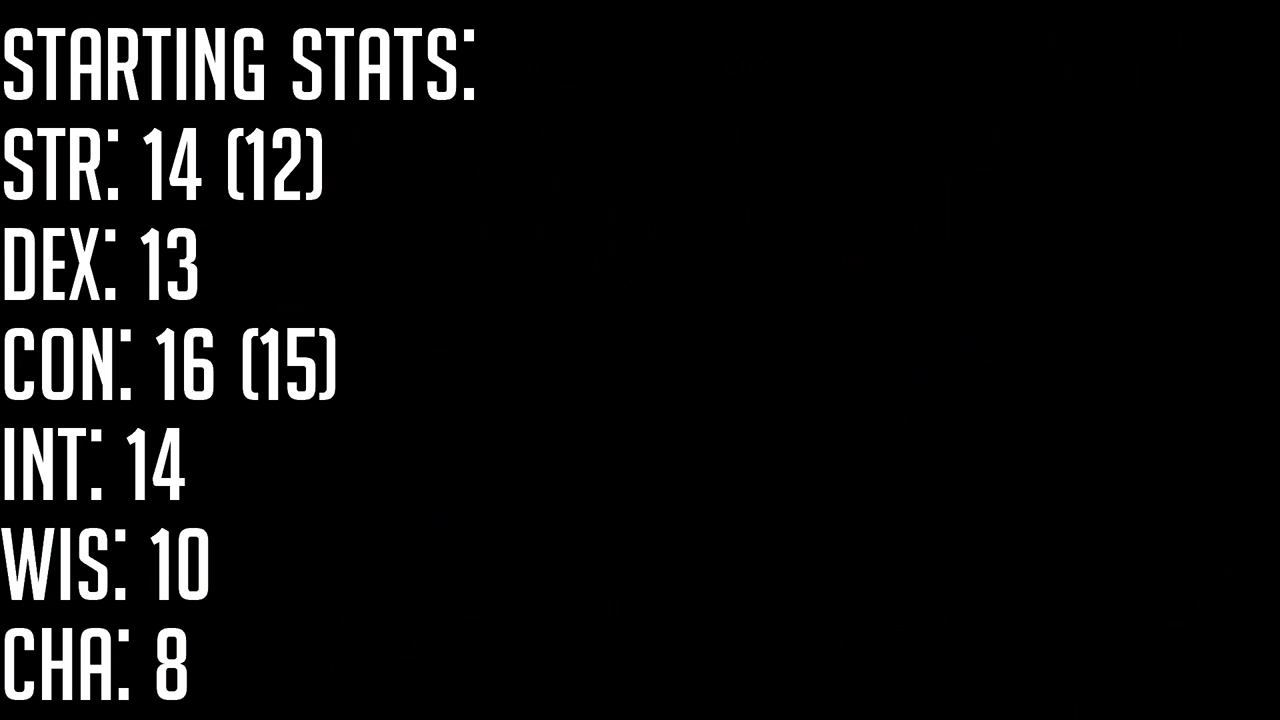 STARTING STATS:
STR: 14 (12)
DEX: 13
CON: 16 (15)
INT: 14
WIS: 10
CHA: 8